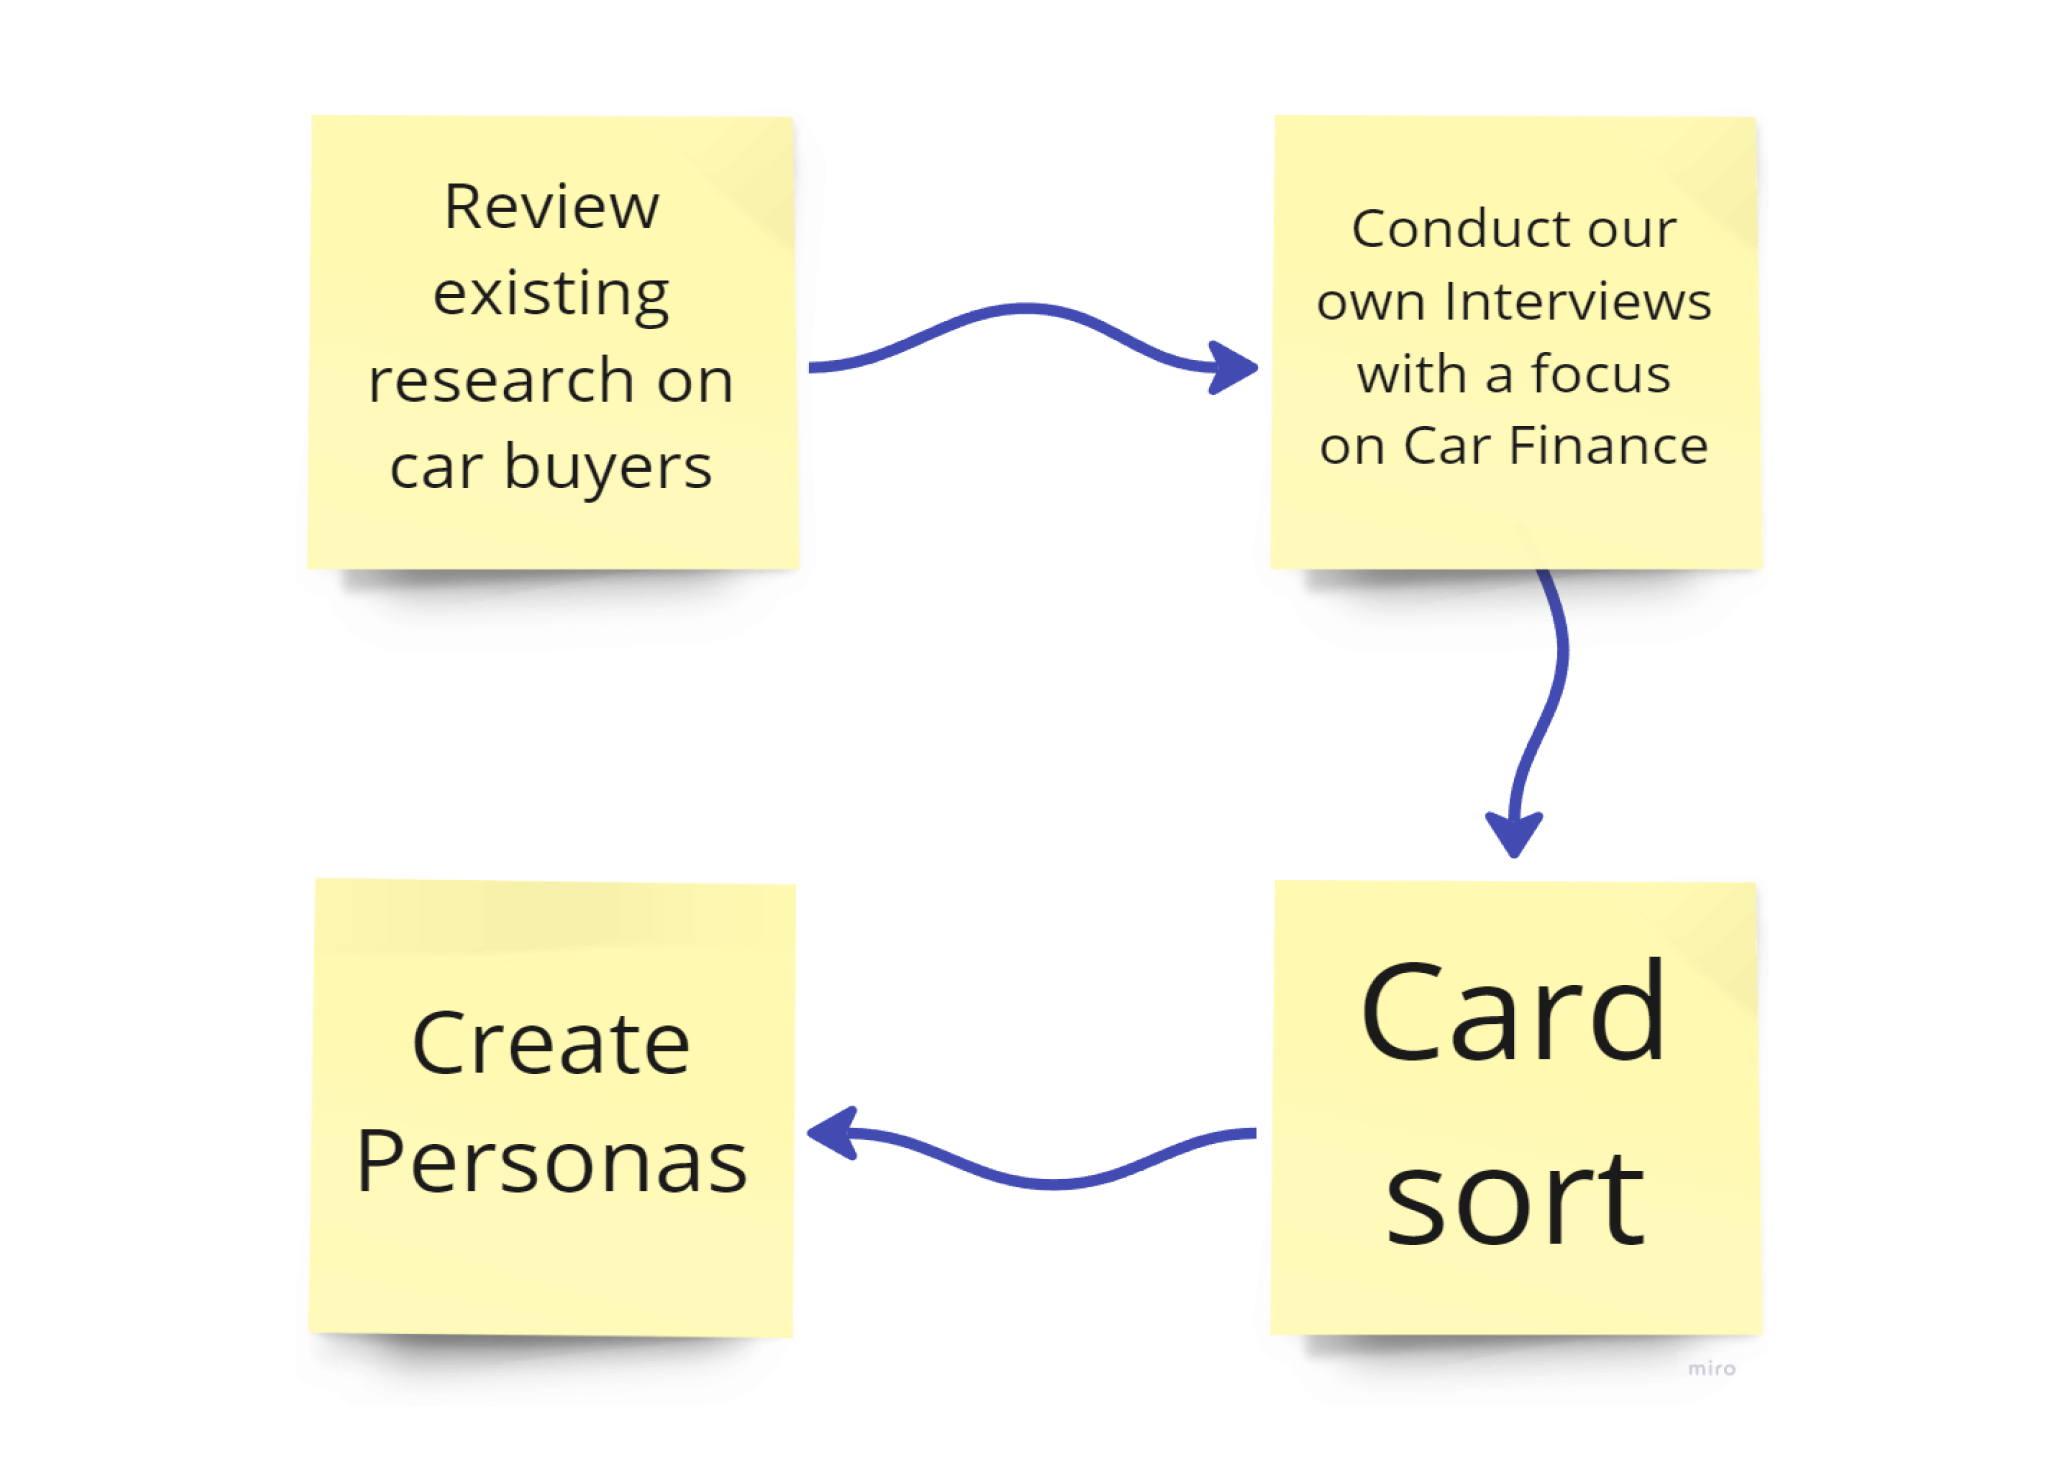 Review
existing
research on
car buyers
Conduct our
own Interviews
with a focus
on Car Finance
Card
sort
Create
Personas
miro